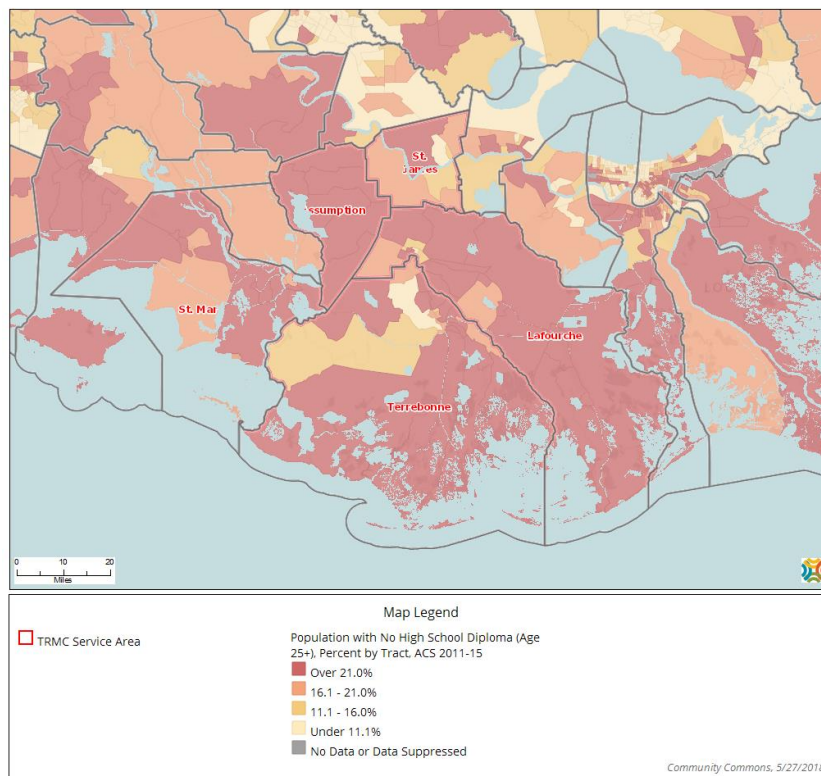 St.
James
ssumption
St. Mar
Lafourche
Terrebonne
0 10 20
Miles
Map Legend
TRMC Service Area
Population with No High School Diploma (Age
25+), Percent by Tract, ACS 2011-15
Over 21.0%
16.1 - 21.0%
11.1 - 16.0%
Under 11.1%
No Data or Data Suppressed
Community Commons, 5/27/2018